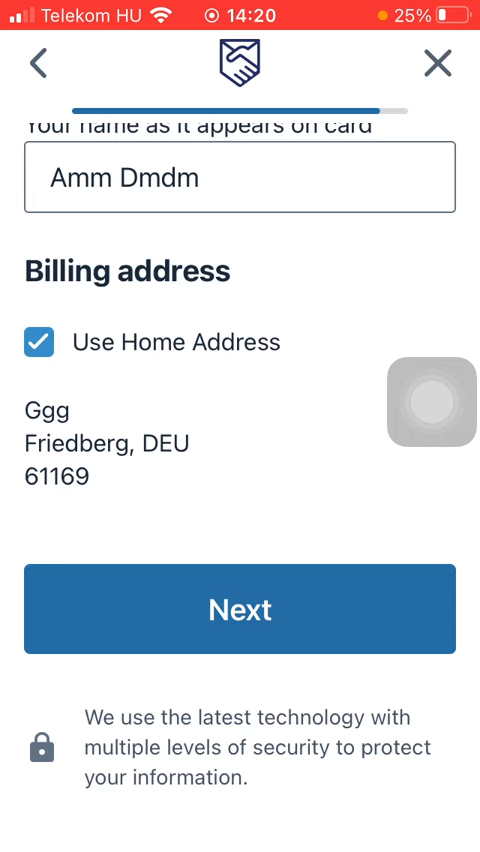 Telekom HU 14:20 25%
Your name as it appears on card
Amm Dmdm
Billing address
Use Home Address
Ggg
Friedberg, DEU
61169
Next
We use the latest technology with
multiple levels of security to protect
your information.